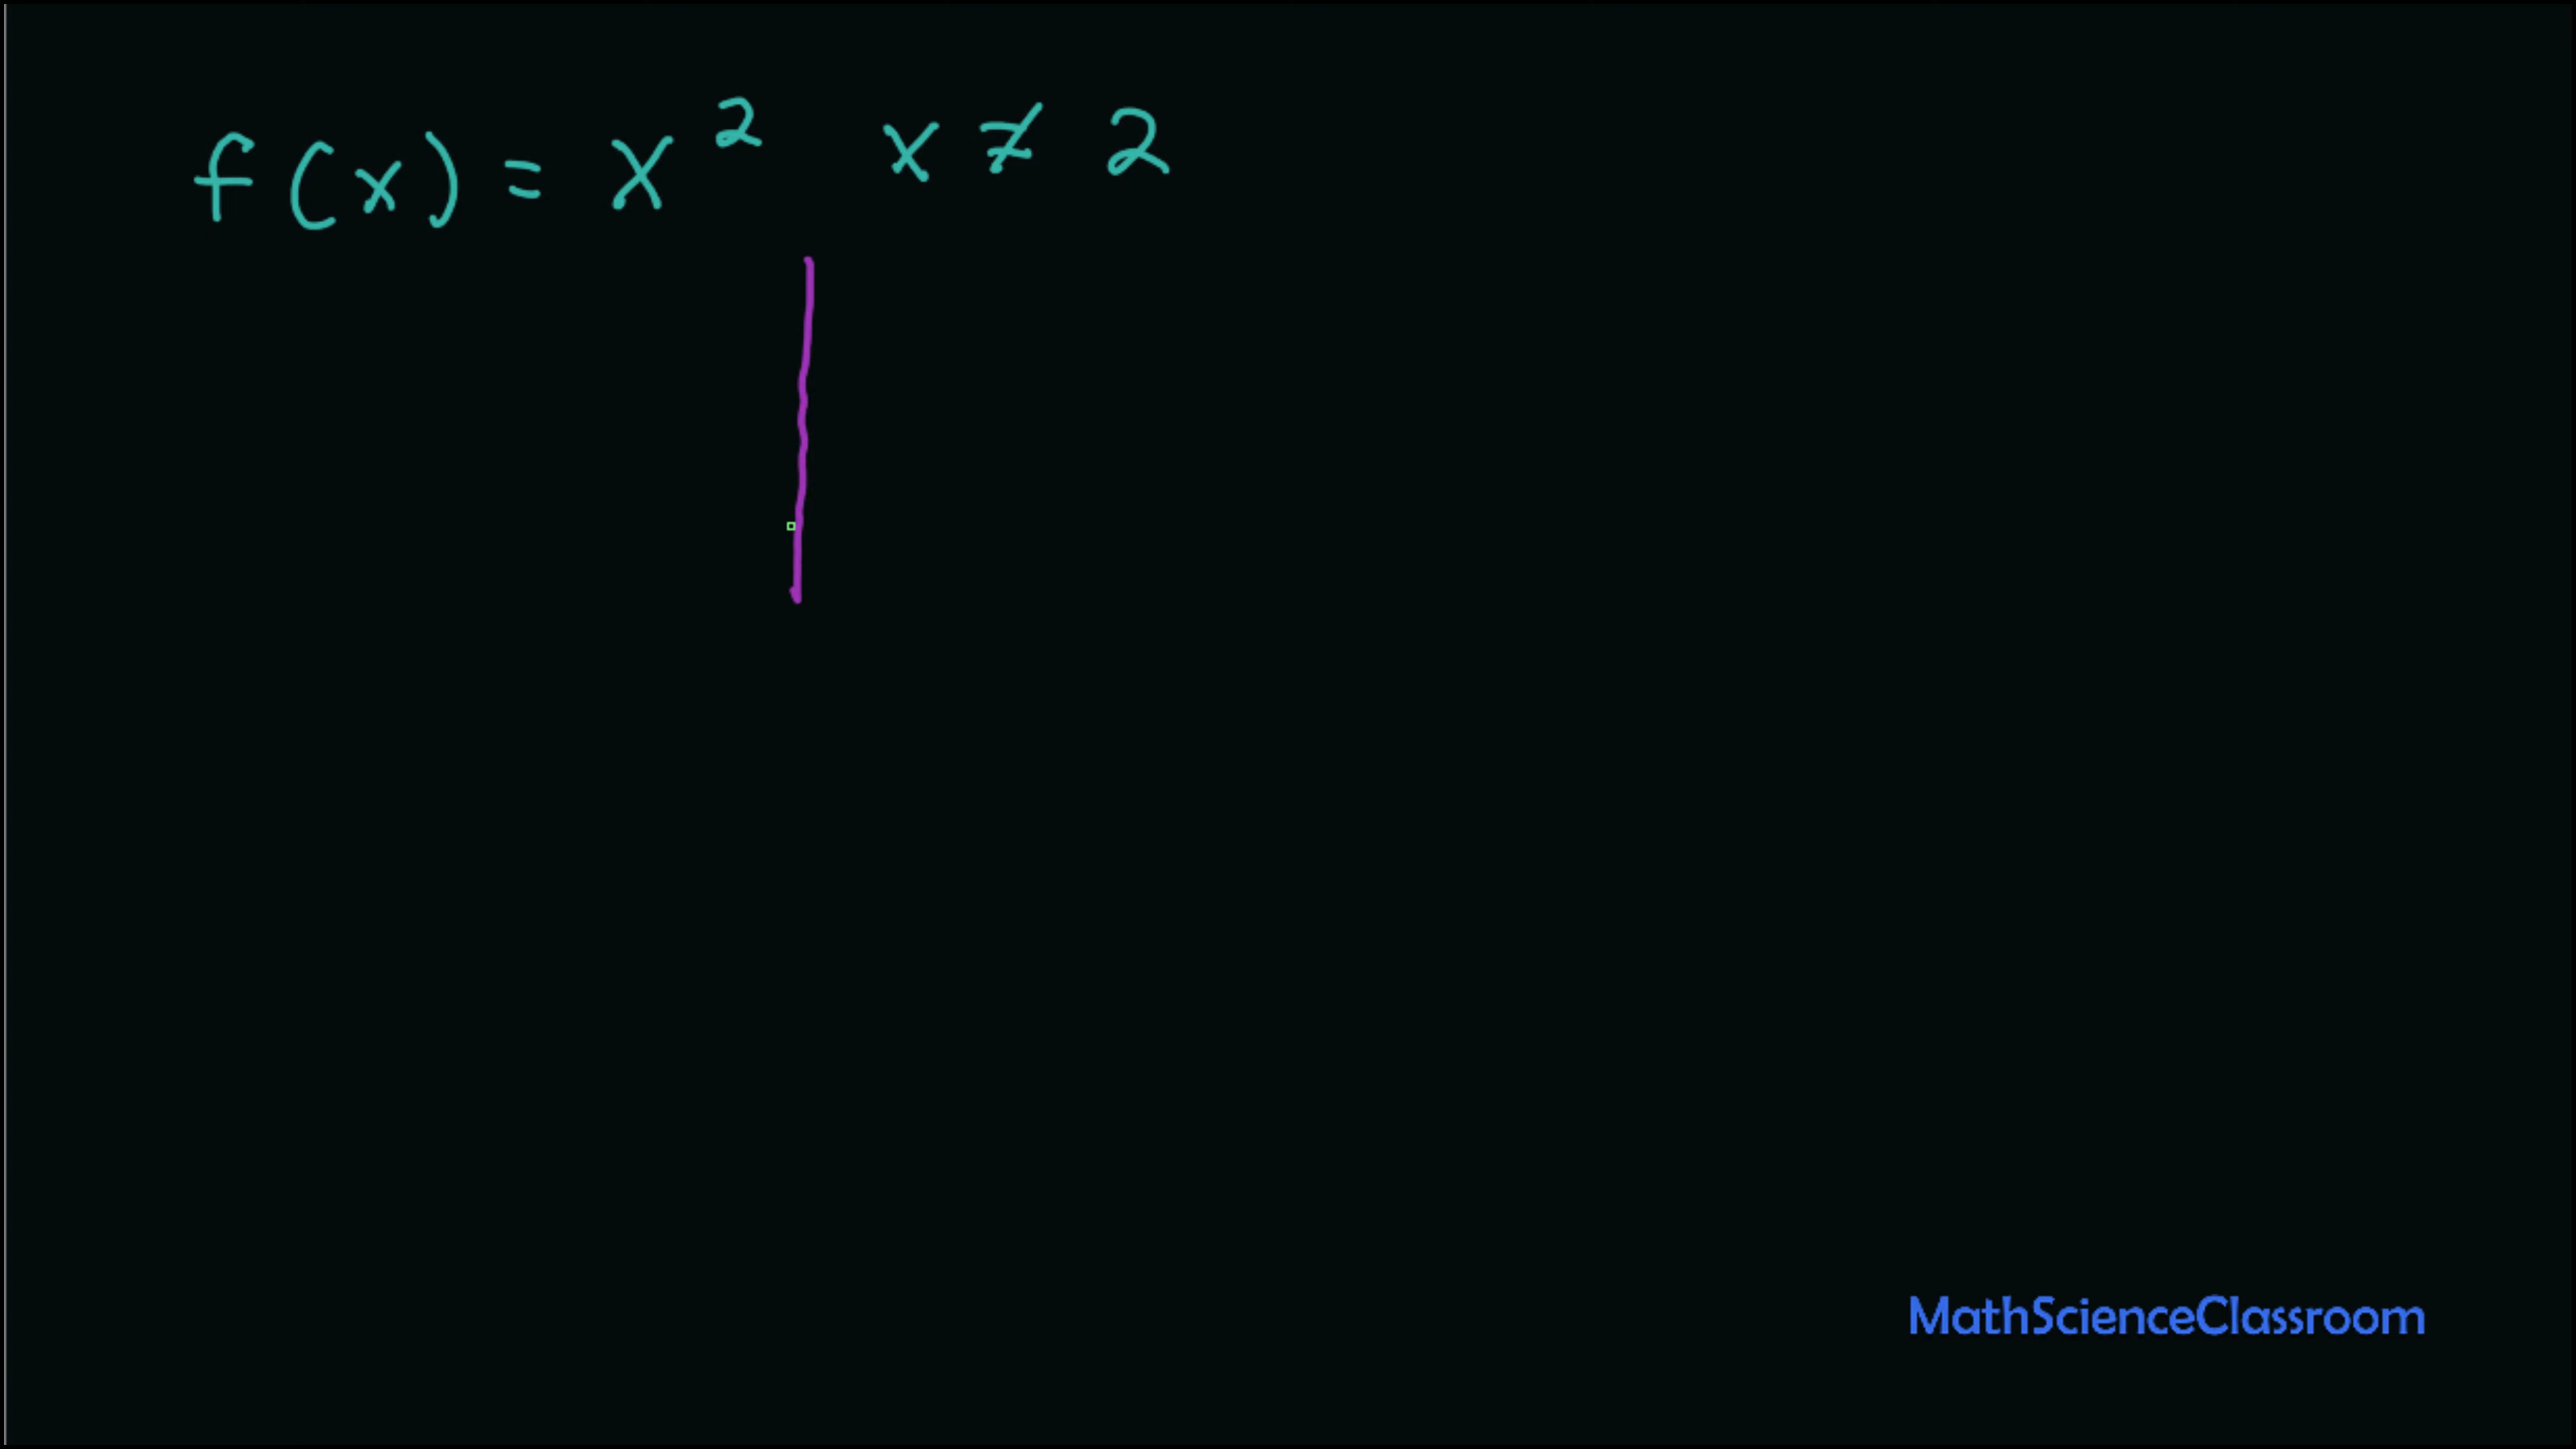 f(x) = x² x ≠ 2
MathScienceClassroom